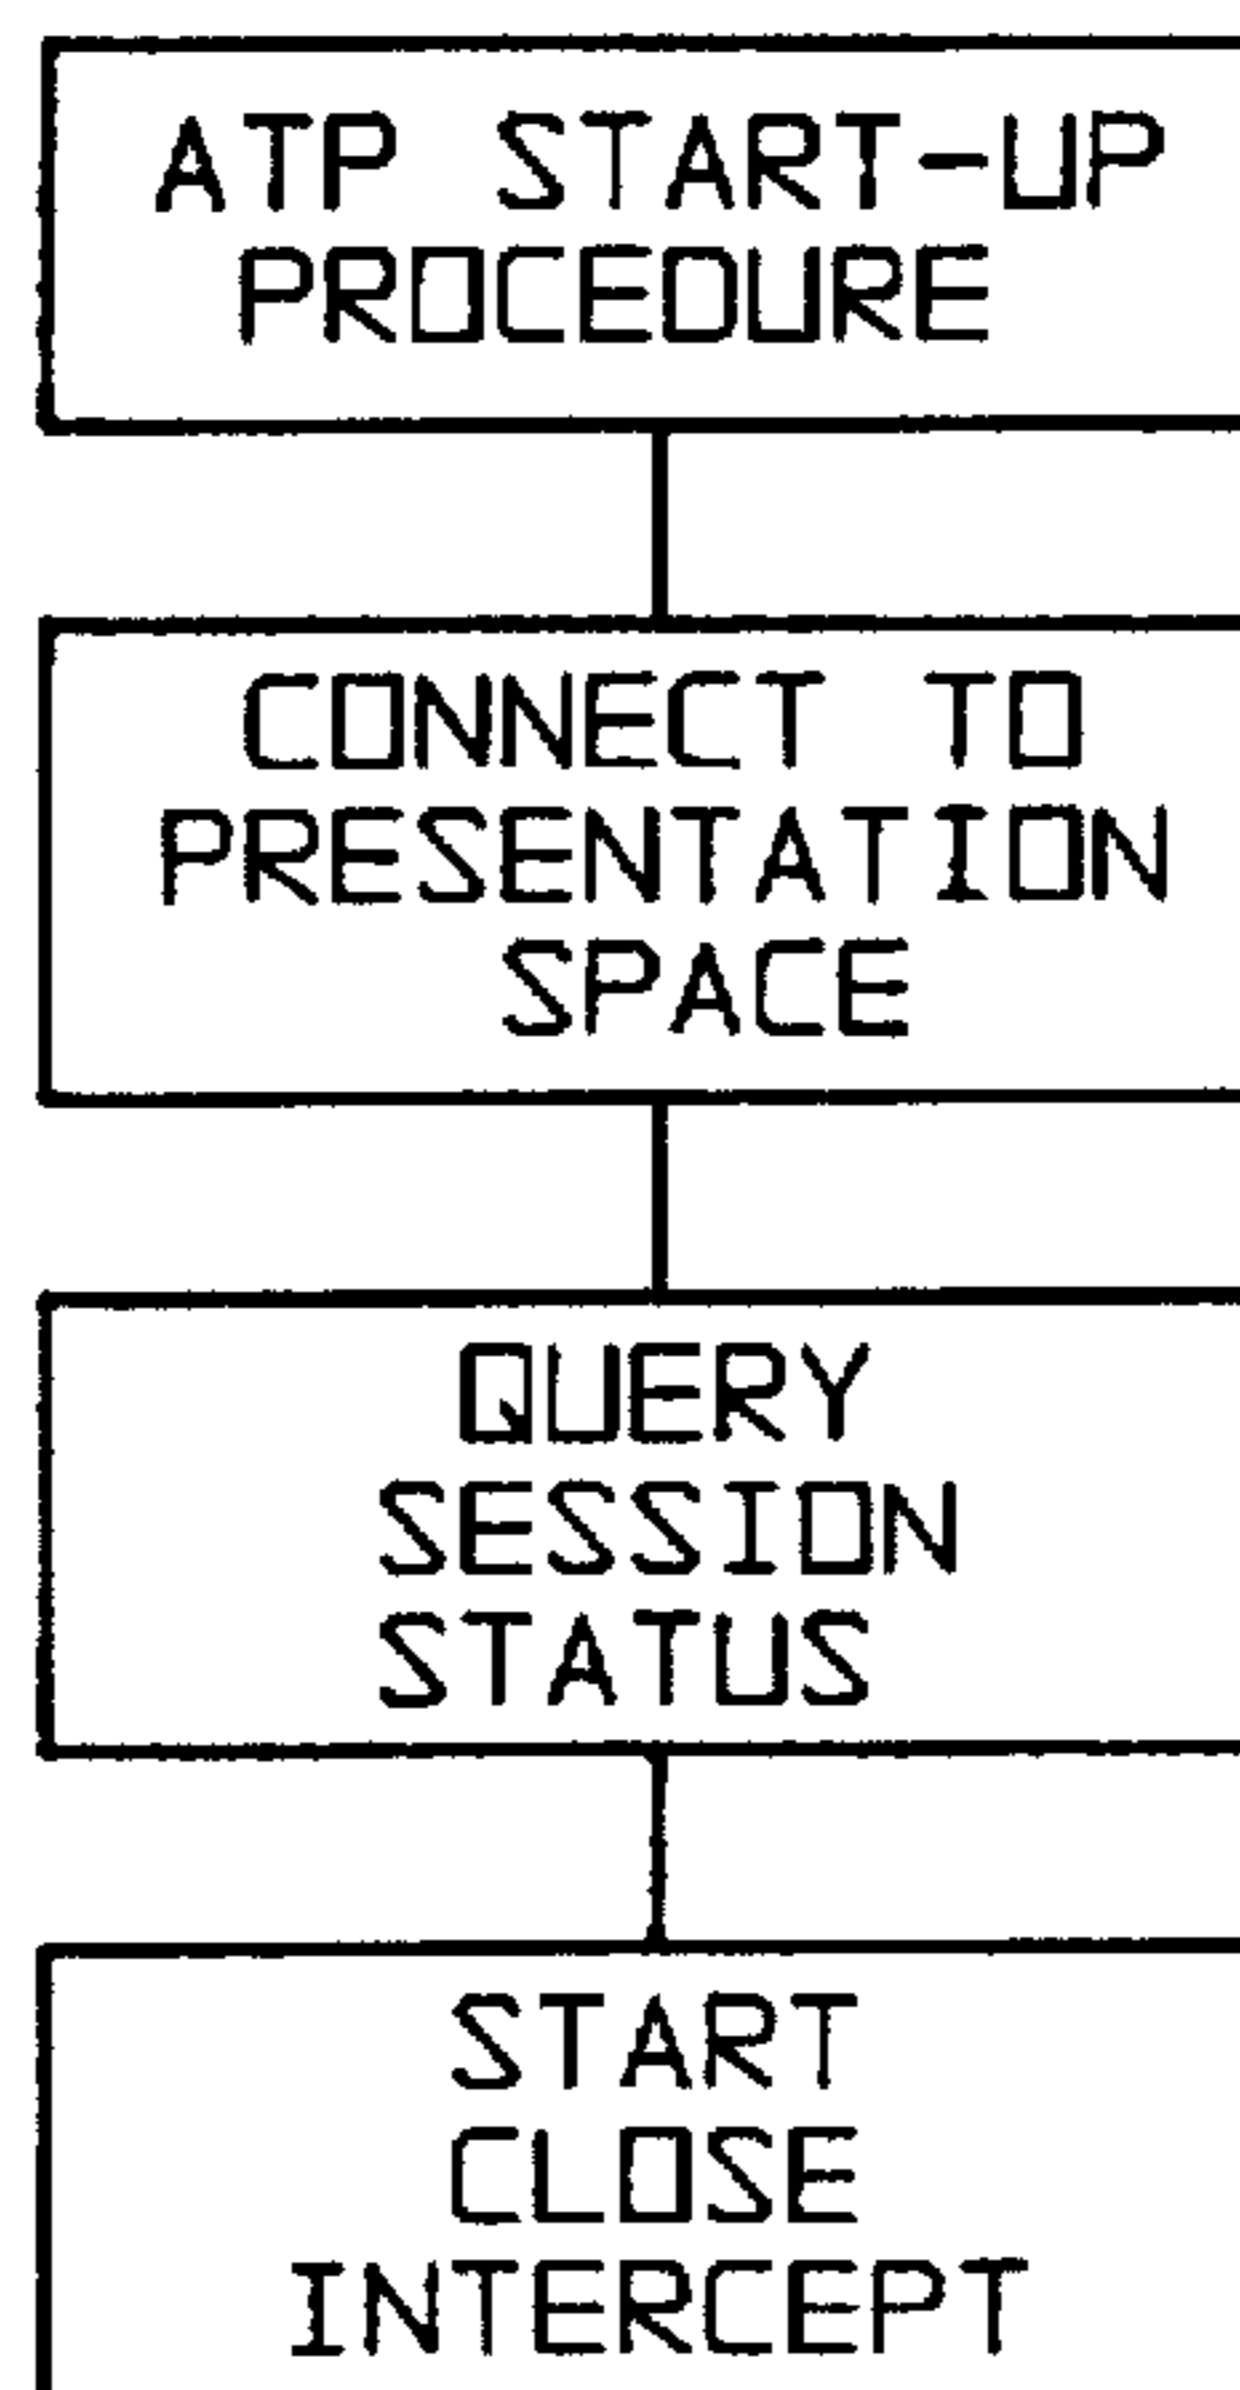 ATP START-UP
PROCEDURE
CONNECT TO
PRESENTATION
SPACE
QUERY
SESSION
STATUS
START
CLOSE
INTERCEPT